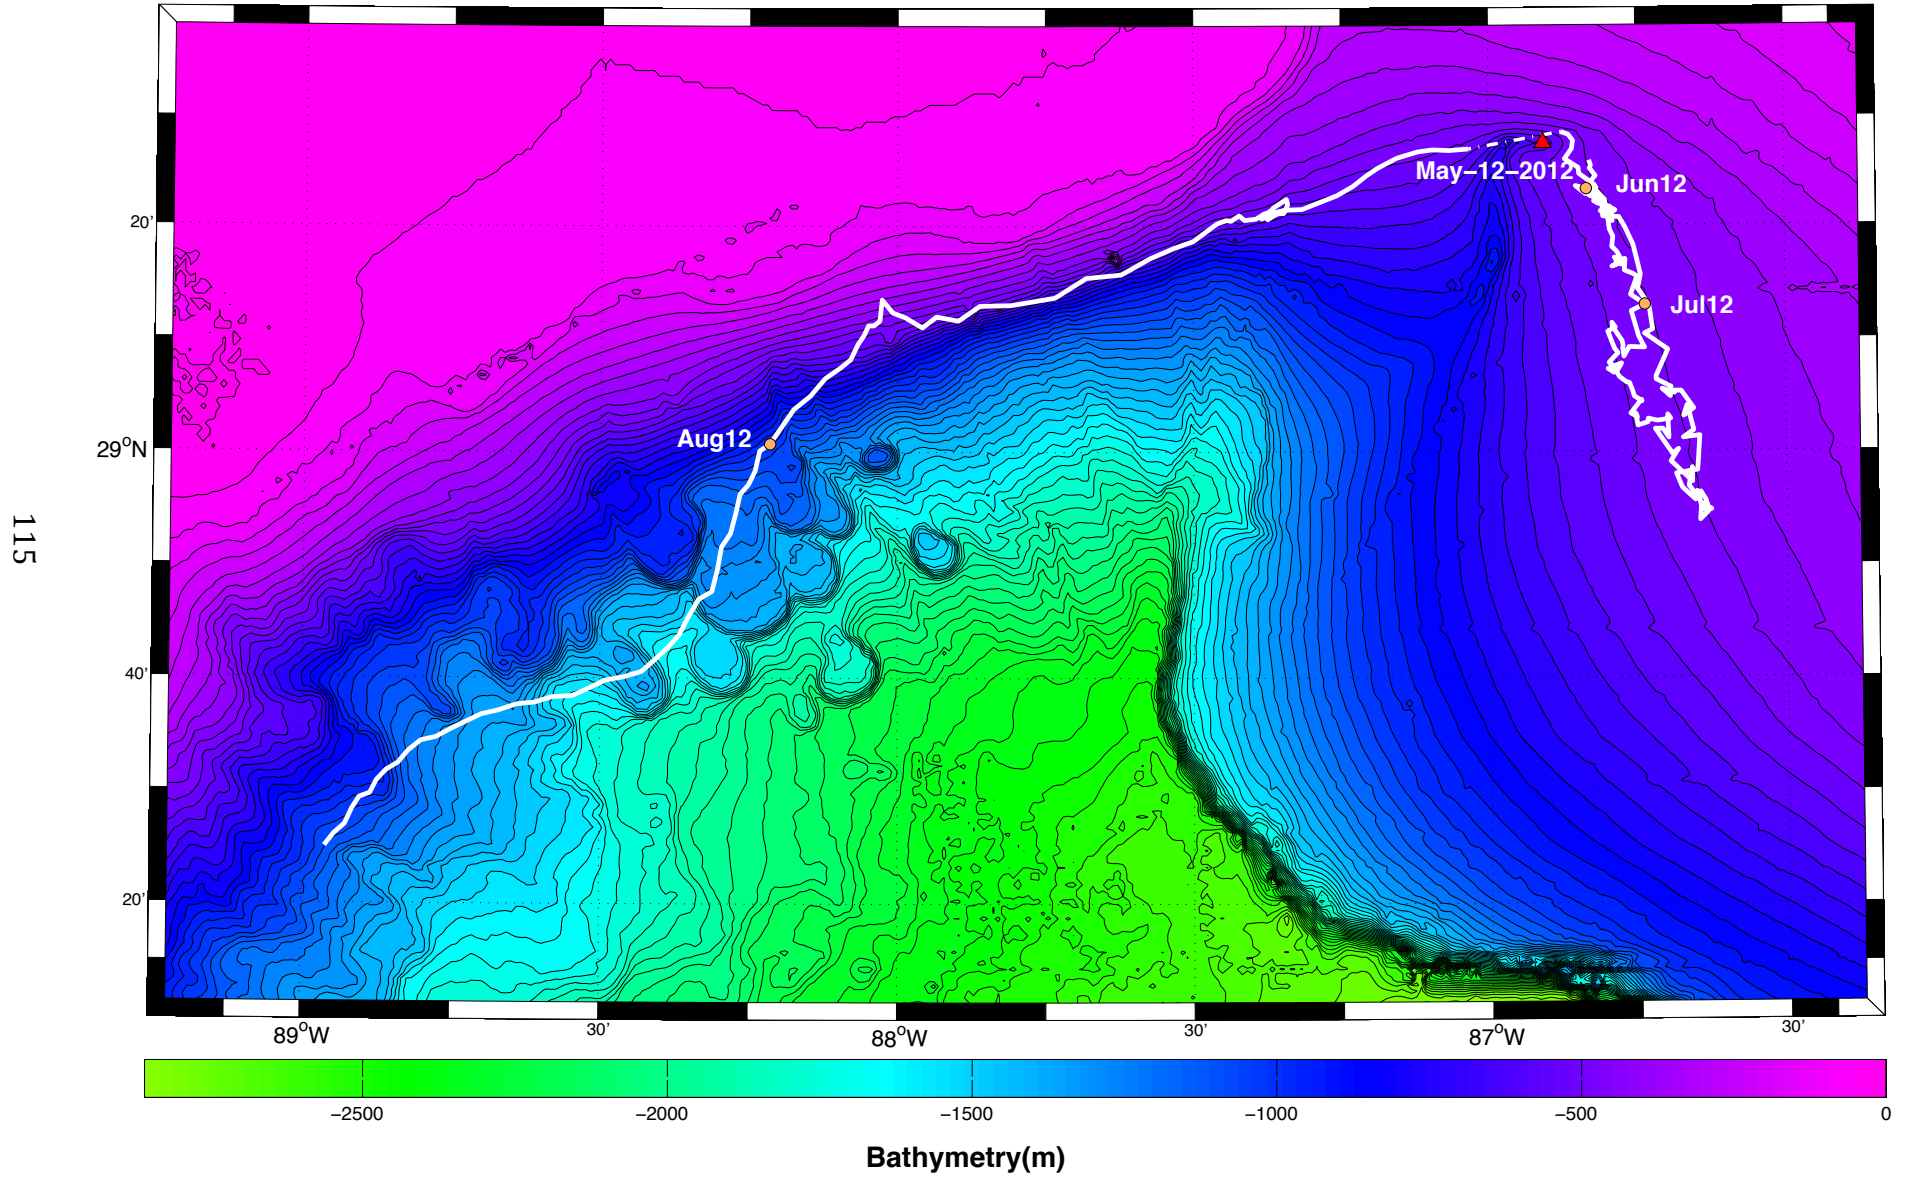 May-12-2012
Jun12
20'
Jul12
Aug12
29°N
115
40'
20'
89°W
30'
88°W
30'
87°W
30'
−2500
−2000
−1500
−1000
−500
0
Bathymetry(m)